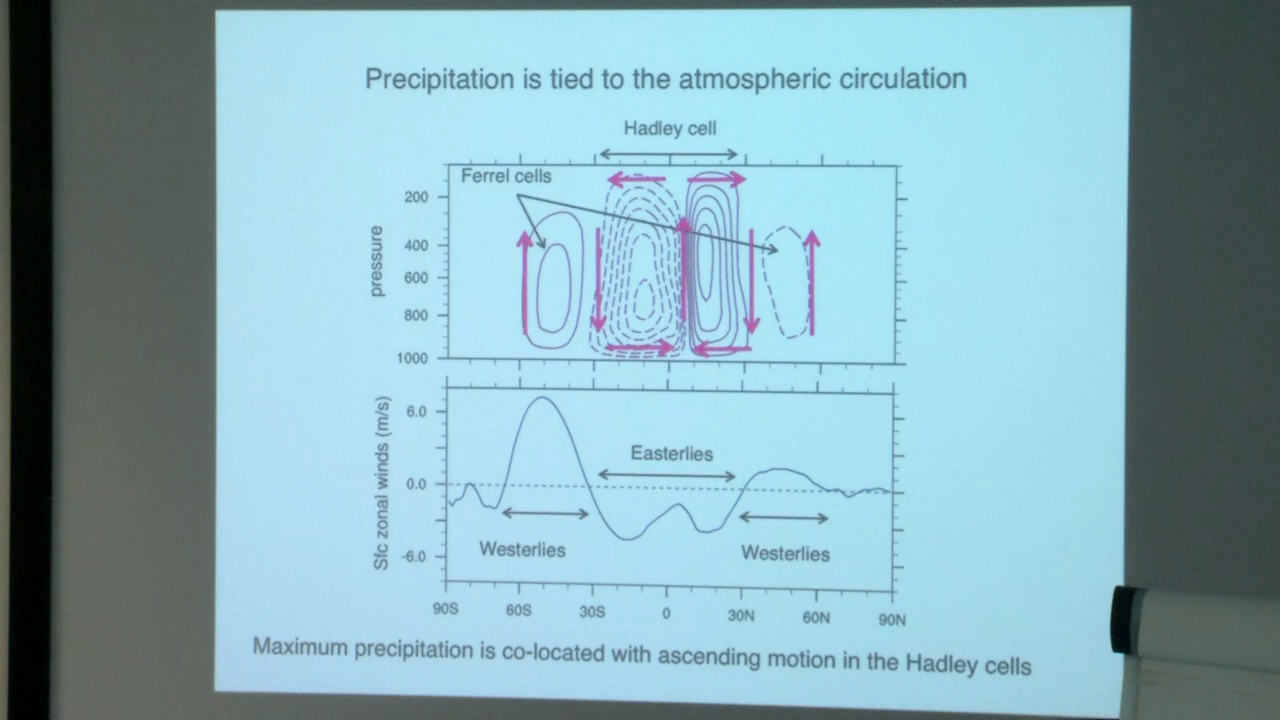 Precipitation is tied to the atmospheric circulation
Hadley cell
Ferrel cells
200
400
600
800
1000
pressure
6.0
0.0
-6.0
Sfc zonal winds (m/s)
Easterlies
Westerlies
Westerlies
90S
60S
30S
0
30N
60N
90N
Maximum precipitation is co-located with ascending motion in the Hadley cells